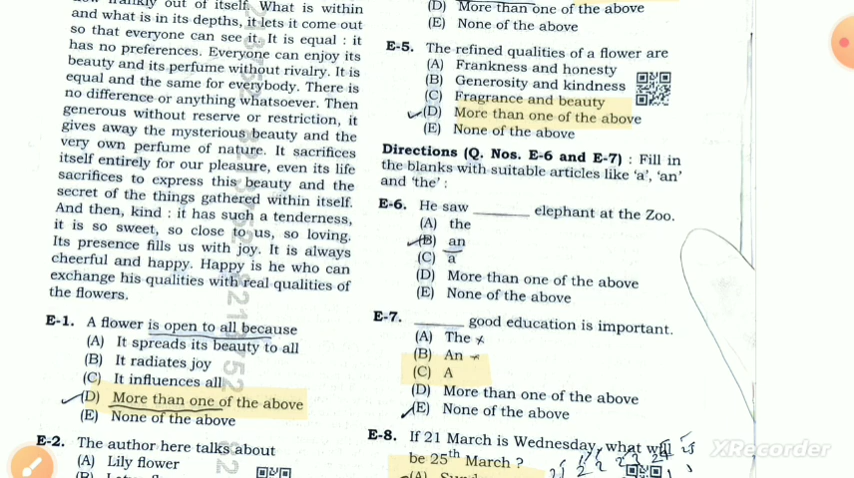 frankly out of itself. What is within
and what is in its depths, it lets it come out
so that everyone can see it. It is equal : it
has no preferences. Everyone can enjoy its
beauty and its perfume without rivalry. It is
equal and the same for everybody. There is
no difference or anything whatsoever. Then
generous without reserve or restriction, it
gives away the mysterious beauty and the
very own perfume of nature. It sacrifices
itself entirely for our pleasure, even its life
sacrifices to express this beauty and the
secret of the things gathered within itself.
And then, kind : it has such a tenderness,
it is so sweet, so close to us, so loving.
Its presence fills us with joy. It is always
cheerful and happy. Happy is he who can
exchange his qualities with real qualities of
the flowers.
E-1. A flower is open to all because
(A) It spreads its beauty to all
(B) It radiates joy
(C) It influences all
(D) More than one of the above
(E) None of the above
E-2. The author here talks about
(A) Lily flower
(D) More than one of the above
(E) None of the above
E-5. The refined qualities of a flower are
(A) Frankness and honesty
(B) Generosity and kindness
(C) Fragrance and beauty
(D) More than one of the above
(E) None of the above
Directions (Q. Nos. E-6 and E-7) : Fill in
the blanks with suitable articles like 'a', 'an'
and 'the' :
E-6. He saw ______ elephant at the Zoo.
(A) the
(B) an
(C) a
(D) More than one of the above
(E) None of the above
E-7. ______ good education is important.
(A) The
(B) An
(C) A
(D) More than one of the above
(E) None of the above
E-8. If 21 March is Wednesday, what will
be 25th March ?
XRecorder